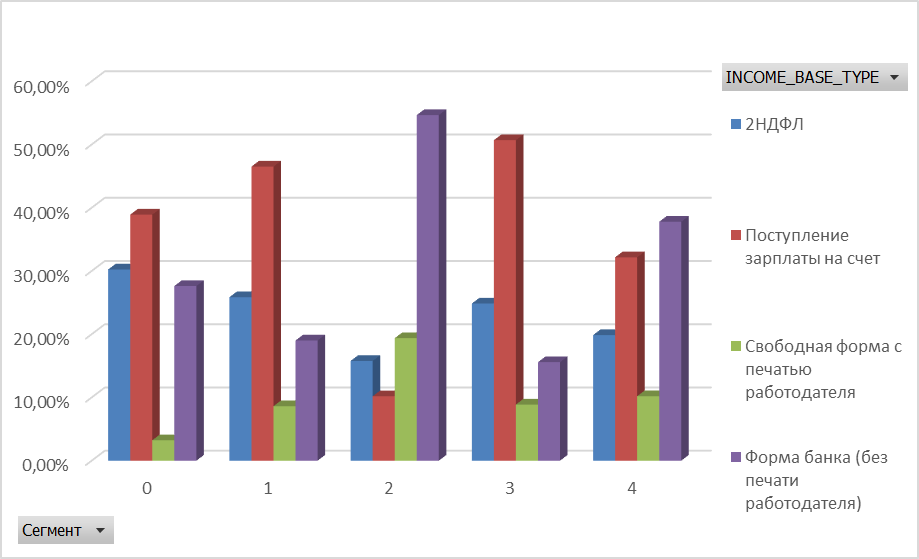 60,00%
50,00%
40,00%
30,00%
20,00%
10,00%
0,00%
0
1
2
3
4
Сегмент
INCOME_BASE_TYPE
2НДФЛ
Поступление
зарплаты на счет
Свободная форма с
печатью
работодателя
Форма банка (без
печати
работодателя)